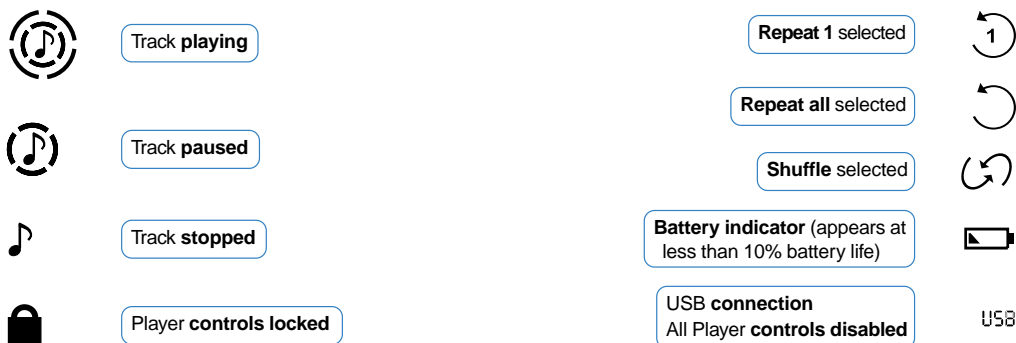 Track playing
Track paused
Track stopped
Player controls locked
Repeat 1 selected
1
Repeat all selected
Shuffle selected
Battery indicator (appears at
less than 10% battery life)
USB connection
All Player controls disabled
USB